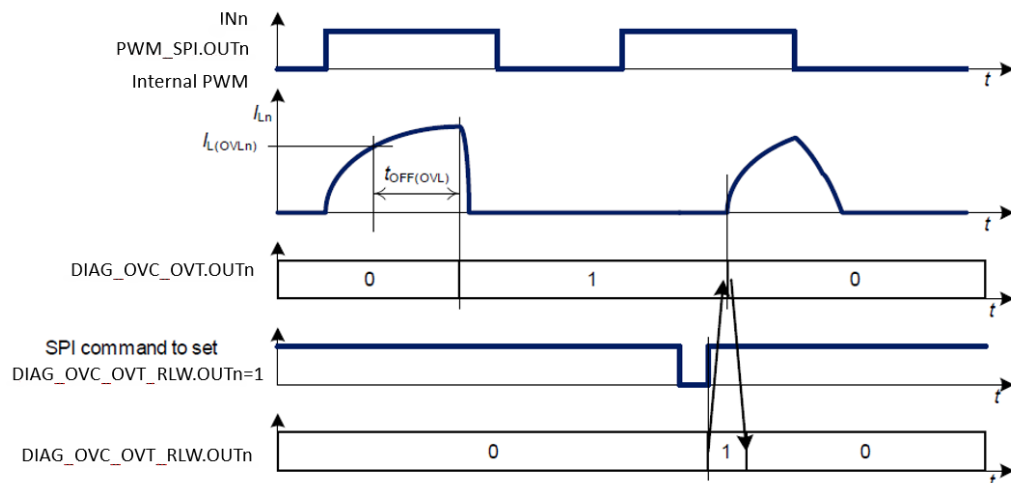 INn
PWM_SPI.OUTn
Internal PWM
t
ILn
IL(OVLn)
tOFF(OVL)
t
DIAG_OVC_OVT.OUTn
0 1 0
t
SPI command to set
DIAG_OVC_OVT_RLW.OUTn=1
t
DIAG_OVC_OVT_RLW.OUTn
0 1 0
t